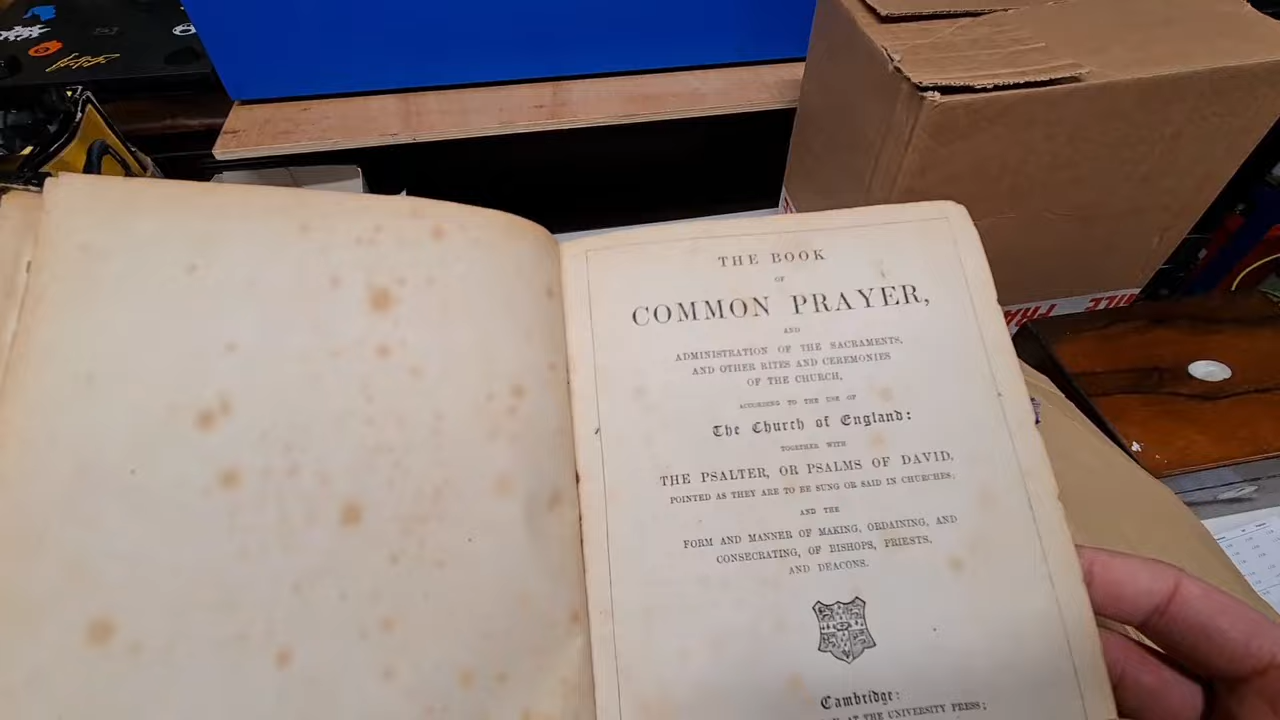 THE BOOK
OF
COMMON PRAYER,
AND
ADMINISTRATION OF THE SACRAMENTS,
AND OTHER RITES AND CEREMONIES
OF THE CHURCH,
ACCORDING TO THE USE OF
The Church of England:
TOGETHER WITH
THE PSALTER, OR PSALMS OF DAVID,
POINTED AS THEY ARE TO BE SUNG OR SAID IN CHURCHES;
AND THE
FORM AND MANNER OF MAKING, ORDAINING, AND
CONSECRATING, OF BISHOPS, PRIESTS,
AND DEACONS.
Cambridge:
AT THE UNIVERSITY PRESS;